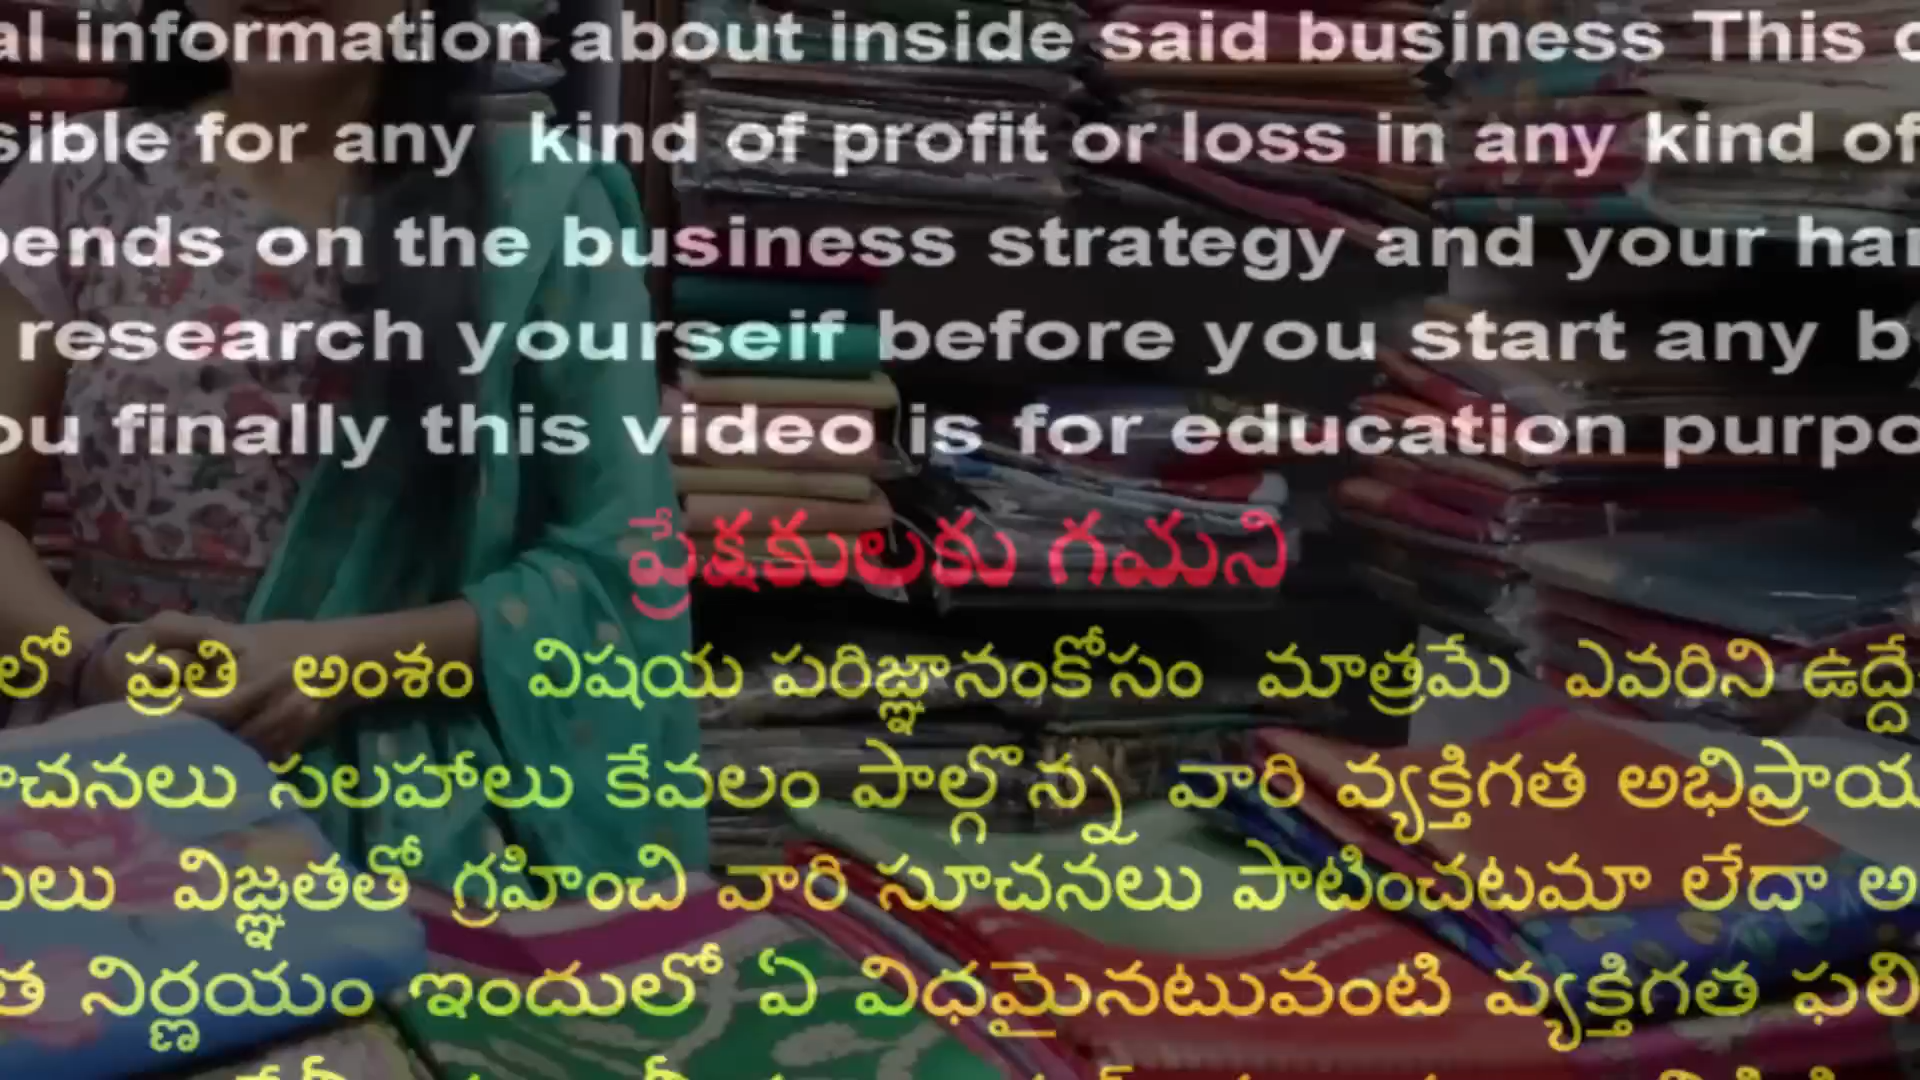 al information about inside said business This
sible for any kind of profit or loss in any kind of
pends on the business strategy and your har
research yourseif before you start any b
ou finally this video is for education purpo
ప్రేక్షకులకు గమని
లో ప్రతి అంశం విషయ పరిజ్ఞానంకోసం మాత్రమే ఎవరిని ఉద్దే
చనలు సలహాలు కేవలం పాల్గొన్న వారి వ్యక్తిగత అభిప్రాయ
లు విజ్ఞతతో గ్రహించి వారి సూచనలు పాటించటమా లేదా అ
త నిర్ణయం ఇందులో ఏ విధమైనటువంటి వ్యక్తిగత ఫలి